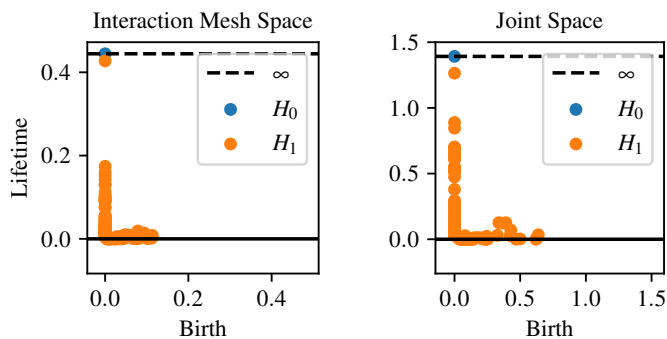 Interaction Mesh Space
Lifetime
0.4
0.2
0.0
∞
H₀
H₁
0.0 0.2 0.4
Birth
Joint Space
1.5
1.0
0.5
0.0
∞
H₀
H₁
0.0 0.5 1.0 1.5
Birth